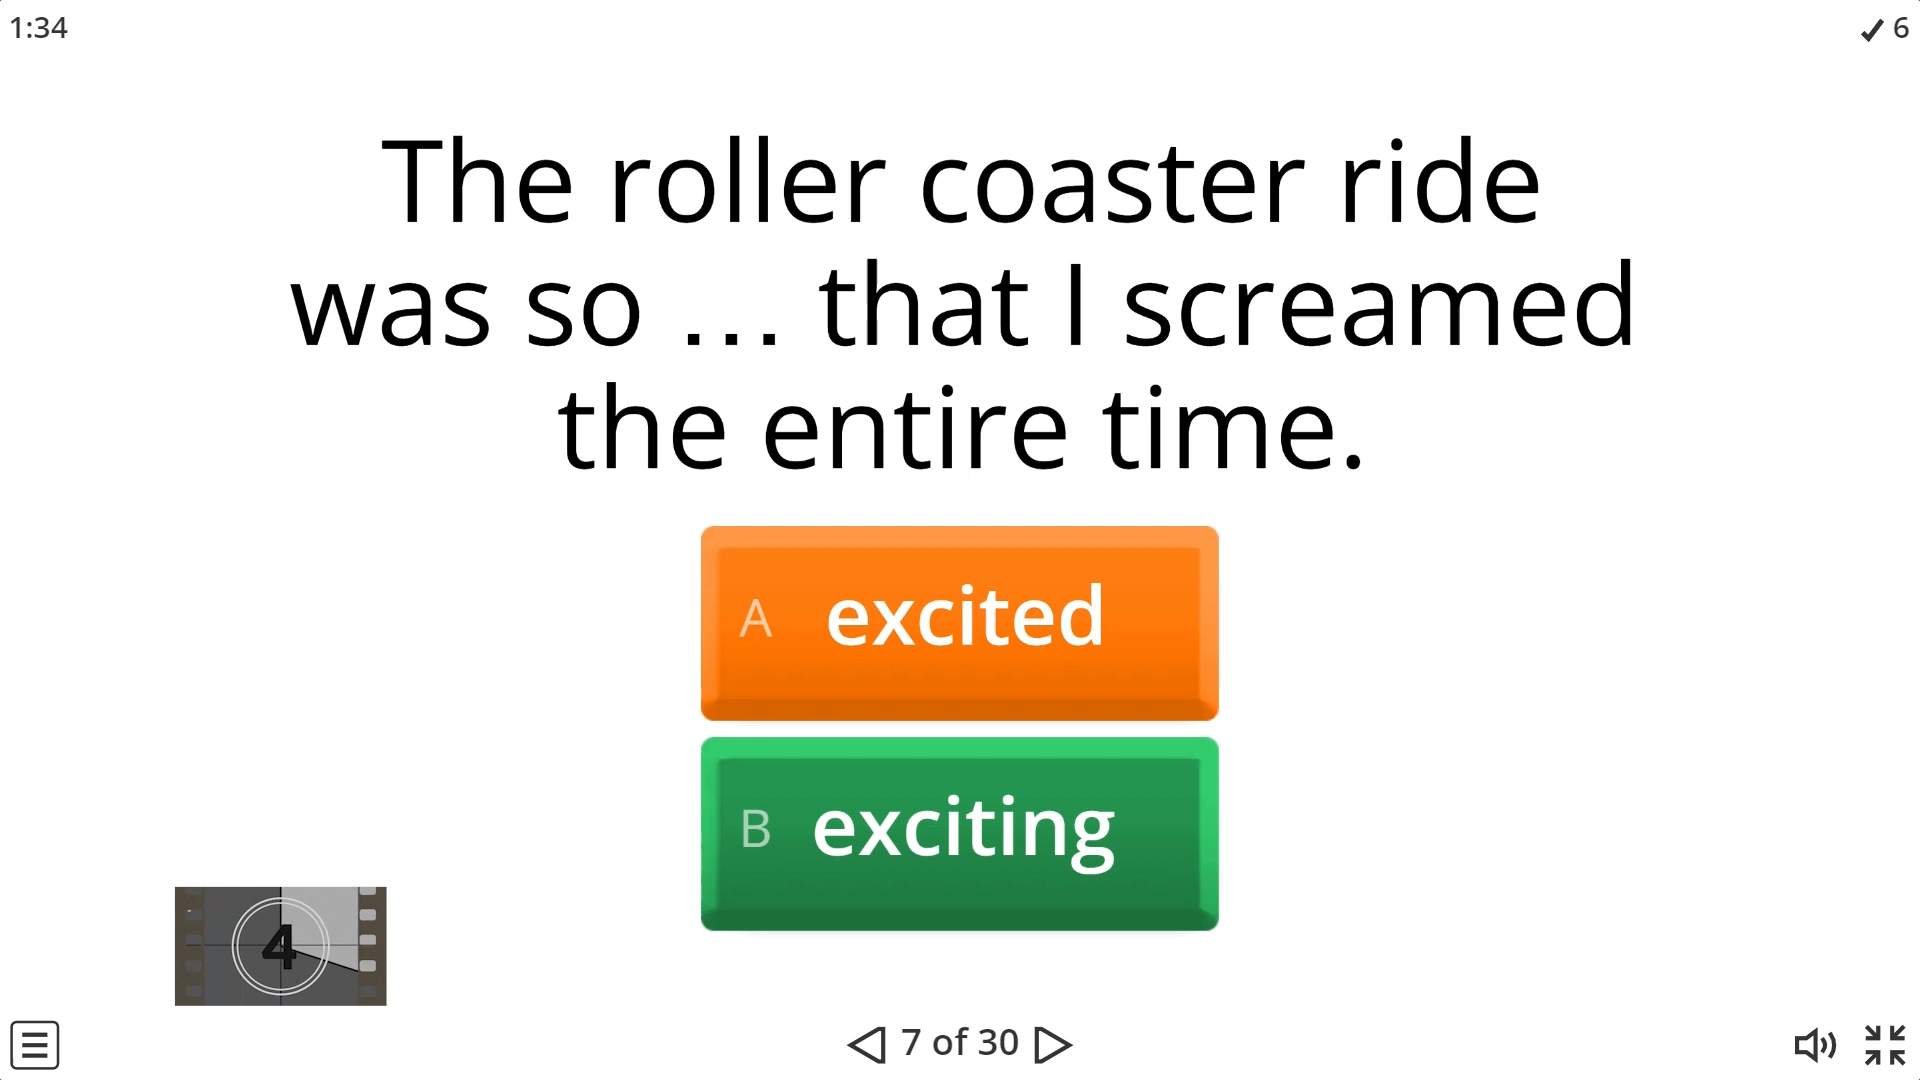 1:34
✓ 6
The roller coaster ride
was so ... that I screamed
the entire time.
A excited
B exciting
4
7 of 30